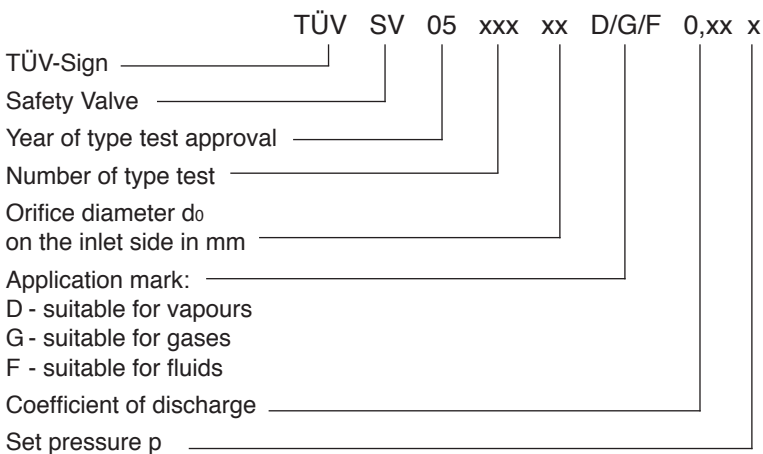 TÜV SV 05 xxx xx D/G/F 0,xx x
TÜV-Sign
Safety Valve
Year of type test approval
Number of type test
Orifice diameter d₀
on the inlet side in mm
Application mark:
D - suitable for vapours
G - suitable for gases
F - suitable for fluids
Coefficient of discharge
Set pressure p